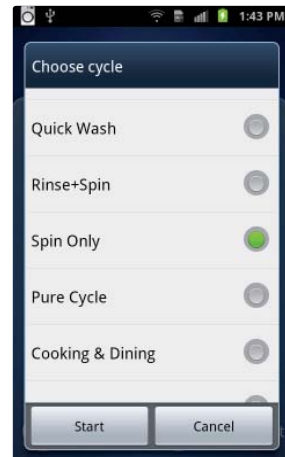 1:43 PM
Choose cycle
Quick Wash
Rinse+Spin
Spin Only
Pure Cycle
Cooking & Dining
Start
Cancel